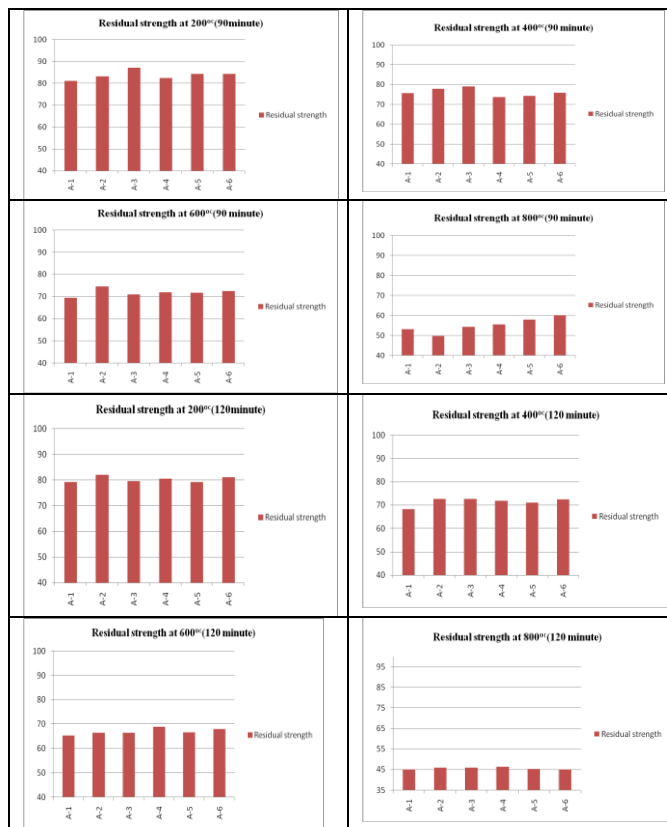 Residual strength at 200°ᶜ(90minute)
100
90
80
70
60
50
40
A-1
A-2
A-3
A-4
A-5
A-6
Residual strength
Residual strength at 400°ᶜ(90 minute)
100
90
80
70
60
50
40
A-1
A-2
A-3
A-4
A-5
A-6
Residual strength
Residual strength at 600°ᶜ(90 minute)
100
90
80
70
60
50
40
A-1
A-2
A-3
A-4
A-5
A-6
Residual strength
Residual strength at 800°ᶜ(90 minute)
100
90
80
70
60
50
40
A-1
A-2
A-3
A-4
A-5
A-6
Residual strength
Residual strength at 200°ᶜ(120minute)
100
90
80
70
60
50
40
A-1
A-2
A-3
A-4
A-5
A-6
Residual strength
Residual strength at 400°ᶜ(120 minute)
100
90
80
70
60
50
40
A-1
A-2
A-3
A-4
A-5
A-6
Residual strength
Residual strength at 600°ᶜ(120 minute)
100
90
80
70
60
50
40
A-1
A-2
A-3
A-4
A-5
A-6
Residual strength
Residual strength at 800°ᶜ(120 minute)
95
85
75
65
55
45
35
A-1
A-2
A-3
A-4
A-5
A-6
Residual strength